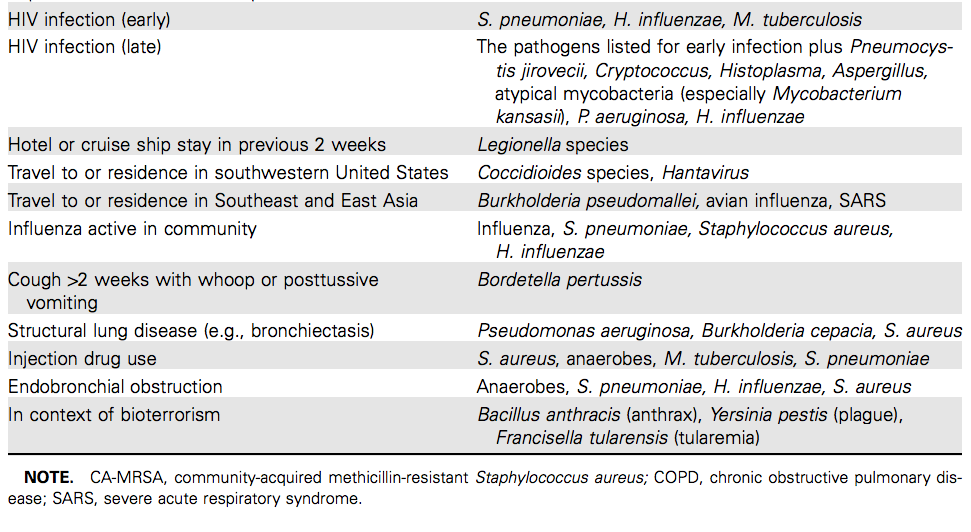 HIV infection (early) S. pneumoniae, H. influenzae, M. tuberculosis
HIV infection (late) The pathogens listed for early infection plus Pneumocys-
tis jirovecii, Cryptococcus, Histoplasma, Aspergillus,
atypical mycobacteria (especially Mycobacterium
kansasii), P. aeruginosa, H. influenzae
Hotel or cruise ship stay in previous 2 weeks Legionella species
Travel to or residence in southwestern United States Coccidioides species, Hantavirus
Travel to or residence in Southeast and East Asia Burkholderia pseudomallei, avian influenza, SARS
Influenza active in community Influenza, S. pneumoniae, Staphylococcus aureus,
H. influenzae
Cough >2 weeks with whoop or posttussive Bordetella pertussis
vomiting
Structural lung disease (e.g., bronchiectasis) Pseudomonas aeruginosa, Burkholderia cepacia, S. aureus
Injection drug use S. aureus, anaerobes, M. tuberculosis, S. pneumoniae
Endobronchial obstruction Anaerobes, S. pneumoniae, H. influenzae, S. aureus
In context of bioterrorism Bacillus anthracis (anthrax), Yersinia pestis (plague),
Francisella tularensis (tularemia)
NOTE. CA-MRSA, community-acquired methicillin-resistant Staphylococcus aureus; COPD, chronic obstructive pulmonary dis-
ease; SARS, severe acute respiratory syndrome.